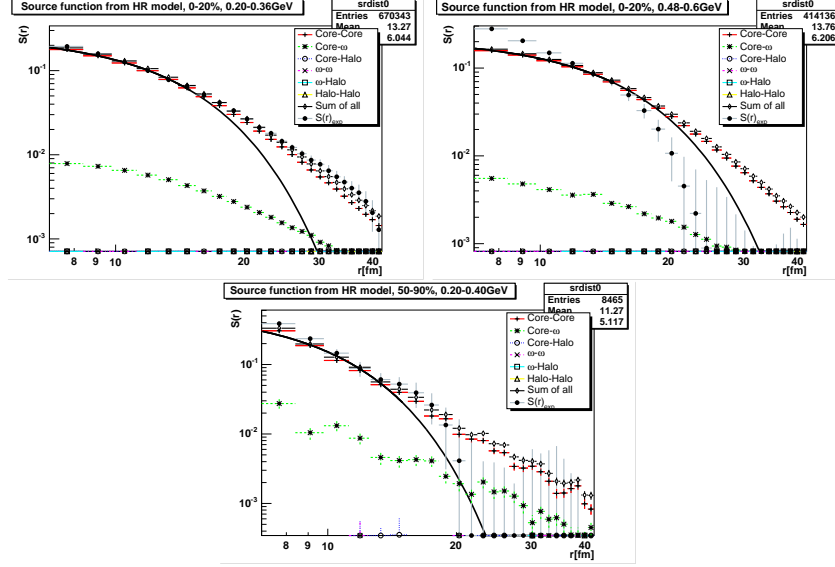 Source function from HR model, 0-20%, 0.20-0.36GeV
srdist0
Entries 670343
Mean 13.27
6.044
S(r)
10⁻¹
10⁻²
10⁻³
Core-Core
Core-ω
Core-Halo
ω-ω
ω-Halo
Halo-Halo
Sum of all
S(r)exp
8 9 10 20 30 40
r[fm]
Source function from HR model, 0-20%, 0.48-0.6GeV
srdist0
Entries 414136
Mean 13.76
6.206
S(r)
10⁻¹
10⁻²
10⁻³
Core-Core
Core-ω
Core-Halo
ω-ω
ω-Halo
Halo-Halo
Sum of all
S(r)exp
8 9 10 20 30 40
r[fm]
Source function from HR model, 50-90%, 0.20-0.40GeV
srdist0
Entries 8465
Mean 11.27
5.117
S(r)
10⁻¹
10⁻²
10⁻³
Core-Core
Core-ω
Core-Halo
ω-ω
ω-Halo
Halo-Halo
Sum of all
S(r)exp
8 9 10 20 30 40
r[fm]